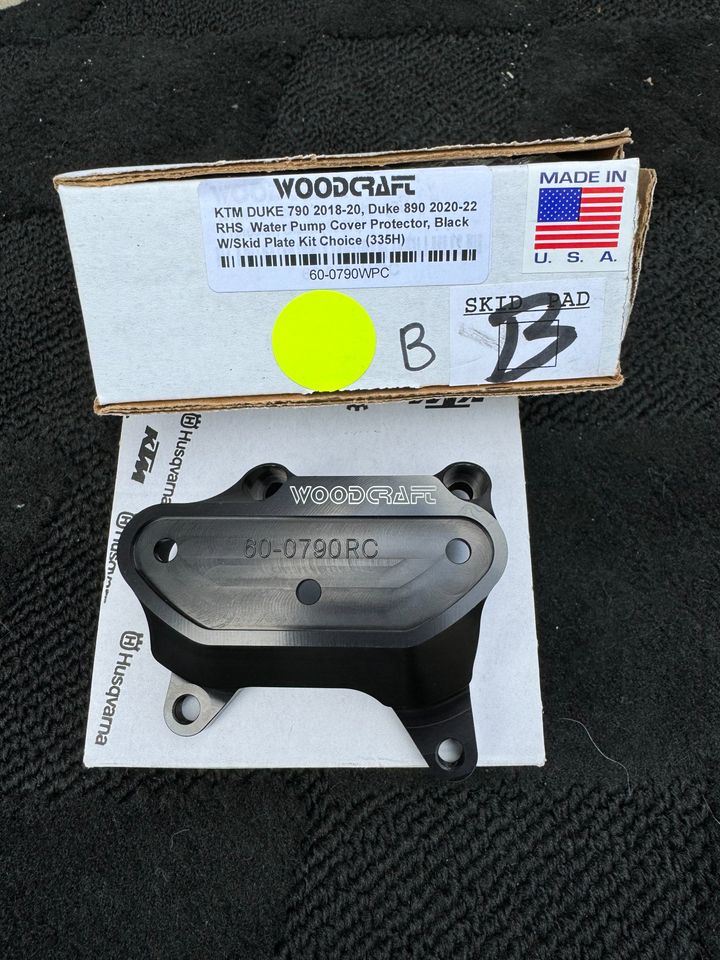 WOODCRAFT
KTM DUKE 790 2018-20, Duke 890 2020-22
RHS Water Pump Cover Protector, Black
W/Skid Plate Kit Choice (335H)
60-0790WPC
MADE IN
U. S. A.
SKID PAD
B
B
KTM
Husqvarna
Husqvarna
Husqvarna
WOODCRAFT
60-0790RC